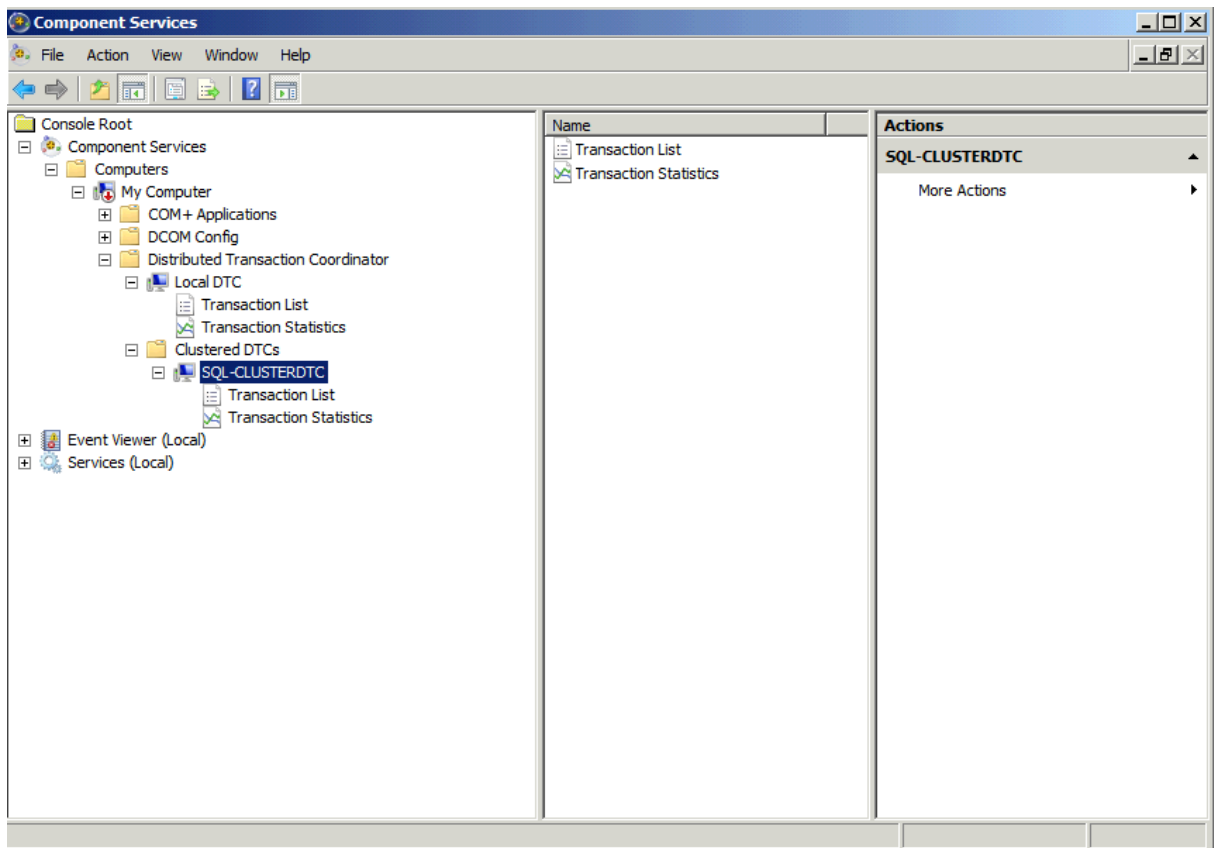 Component Services
File Action View Window Help
Console Root
Component Services
Computers
My Computer
COM+ Applications
DCOM Config
Distributed Transaction Coordinator
Local DTC
Transaction List
Transaction Statistics
Clustered DTCs
SQL-CLUSTERDTC
Transaction List
Transaction Statistics
Event Viewer (Local)
Services (Local)
Name
Transaction List
Transaction Statistics
Actions
SQL-CLUSTERDTC
More Actions